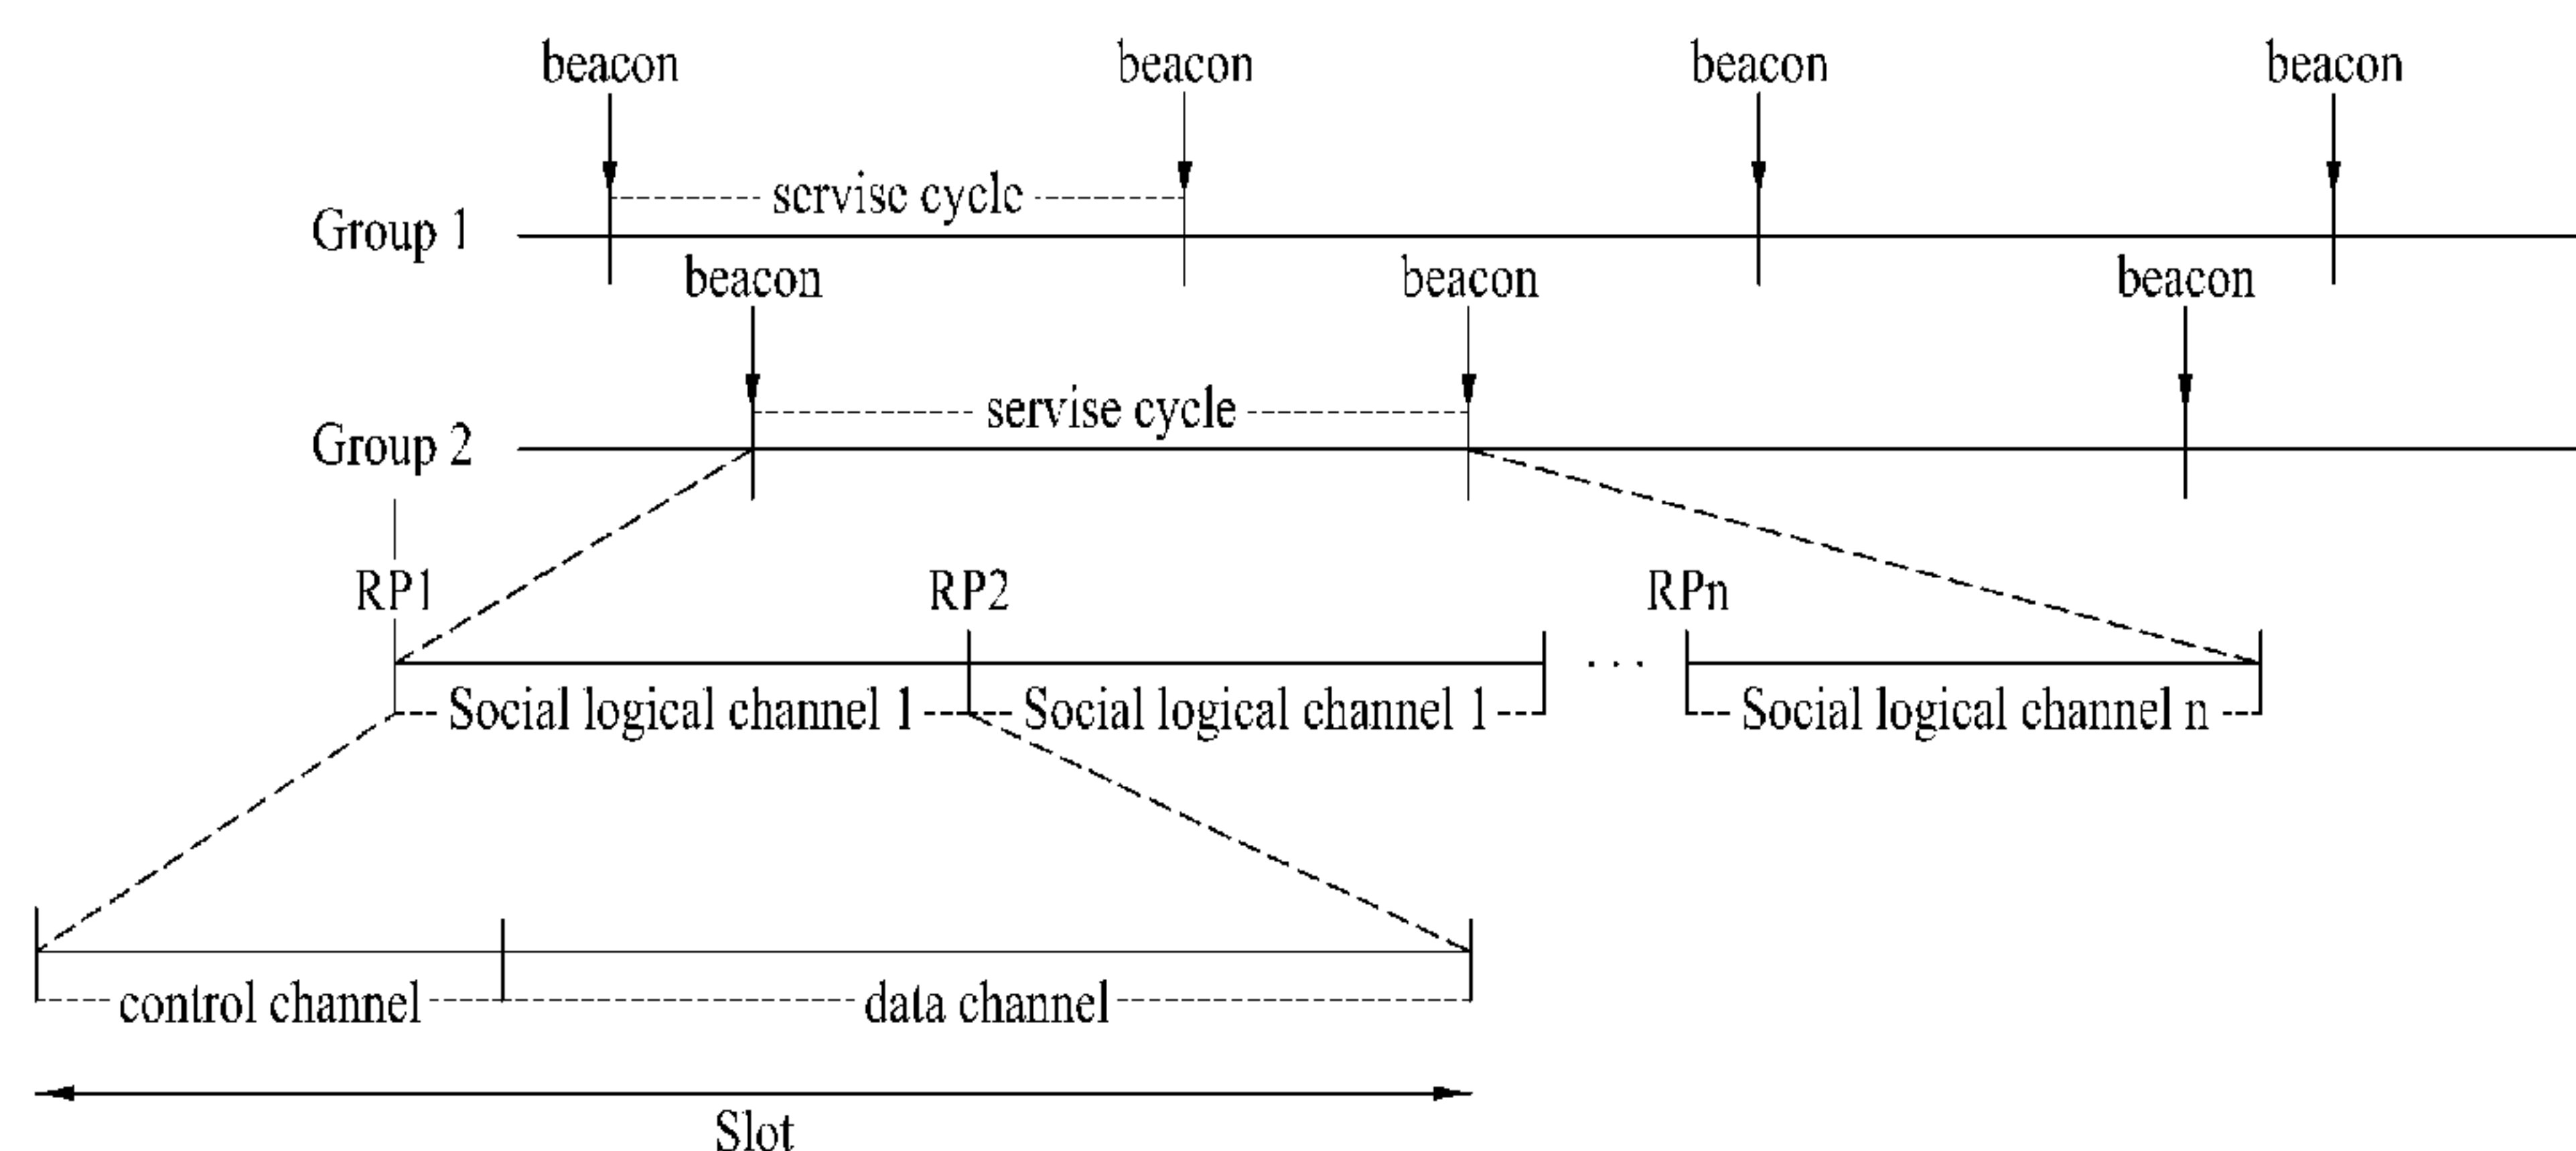 beacon beacon beacon beacon
servise cycle
Group 1
beacon beacon beacon
servise cycle
Group 2
RP1 RP2 RPn
. . .
Social logical channel 1 Social logical channel 1 Social logical channel n
control channel data channel
Slot